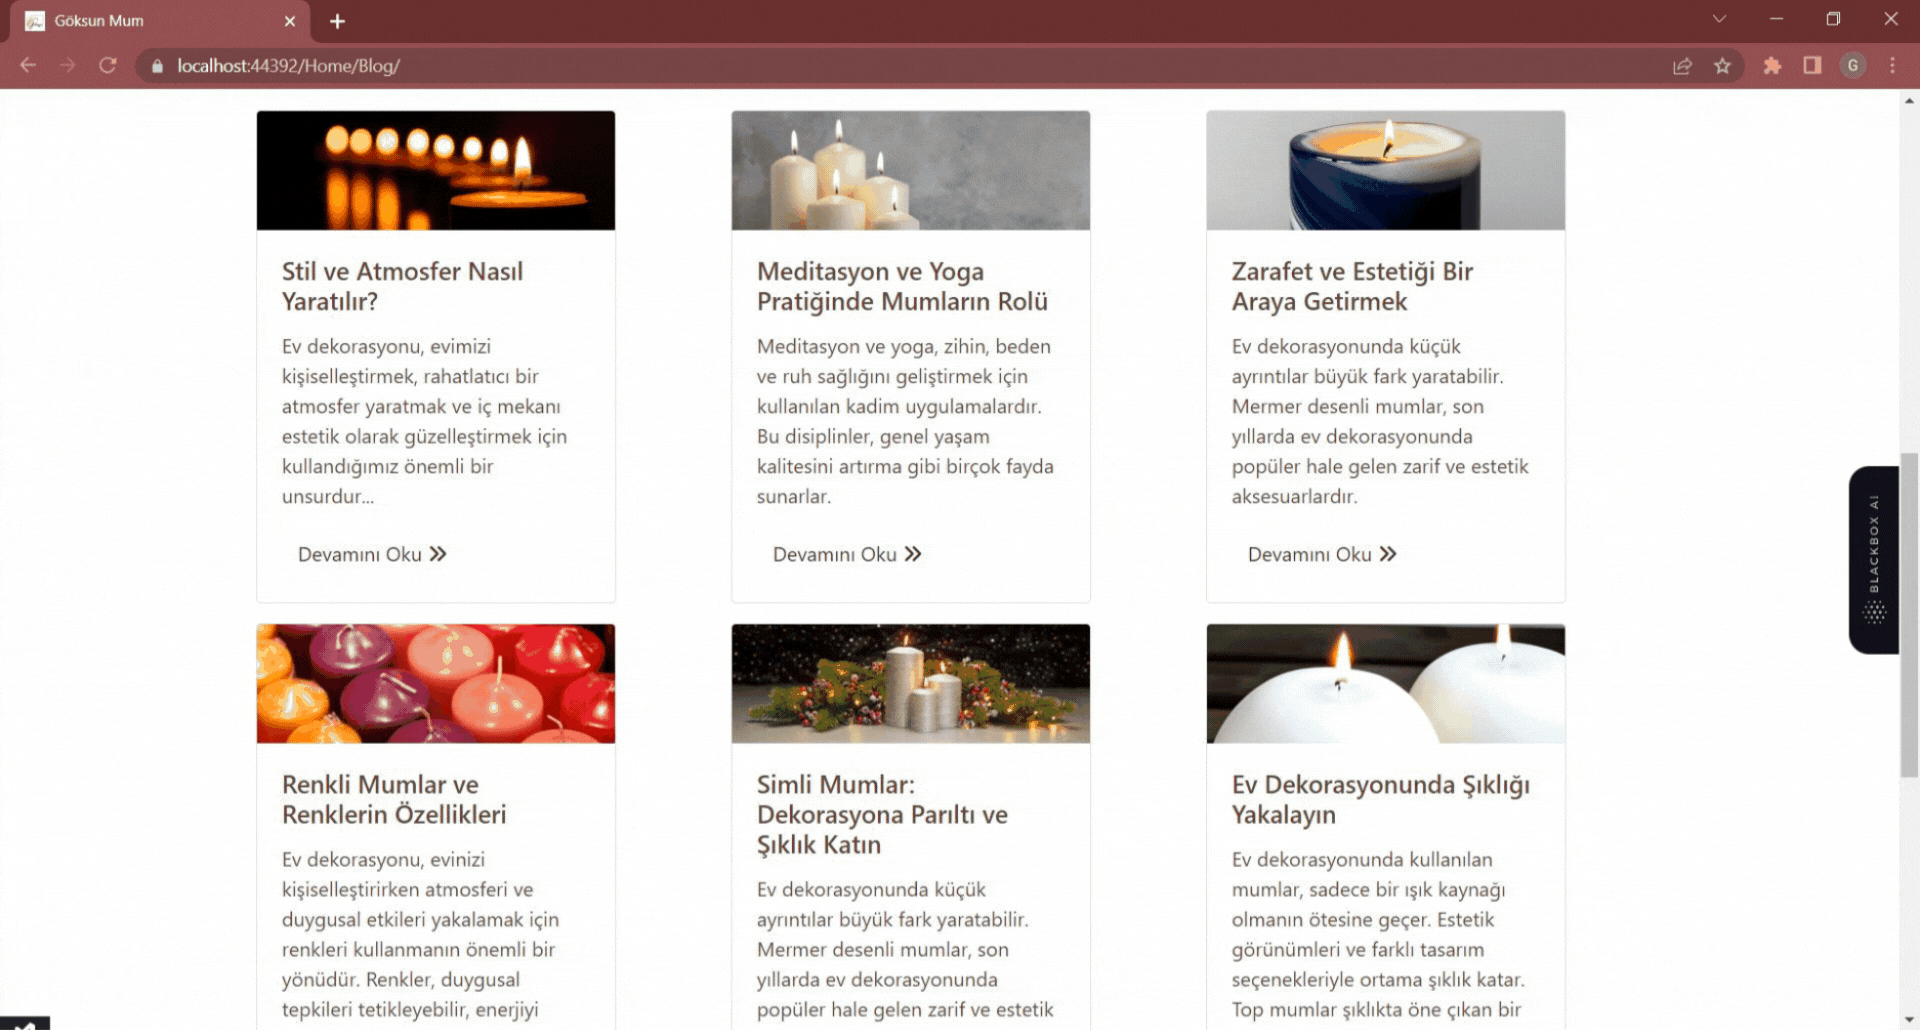 Göksun Mum
localhost:44392/Home/Blog/
G
Stil ve Atmosfer Nasıl
Yaratılır?
Ev dekorasyonu, evimizi
kişiselleştirmek, rahatlatıcı bir
atmosfer yaratmak ve iç mekanı
estetik olarak güzelleştirmek için
kullandığımız önemli bir
unsurdur...
Devamını Oku
Meditasyon ve Yoga
Pratiğinde Mumların Rolü
Meditasyon ve yoga, zihin, beden
ve ruh sağlığını geliştirmek için
kullanılan kadim uygulamalardır.
Bu disiplinler, genel yaşam
kalitesini artırma gibi birçok fayda
sunarlar.
Devamını Oku
Zarafet ve Estetiği Bir
Araya Getirmek
Ev dekorasyonunda küçük
ayrıntılar büyük fark yaratabilir.
Mermer desenli mumlar, son
yıllarda ev dekorasyonunda
popüler hale gelen zarif ve estetik
aksesuarlardır.
Devamını Oku
BLACKBOX AI
Renkli Mumlar ve
Renklerin Özellikleri
Ev dekorasyonu, evinizi
kişiselleştirirken atmosferi ve
duygusal etkileri yakalamak için
renkleri kullanmanın önemli bir
yönüdür. Renkler, duygusal
tepkileri tetikleyebilir, enerjiyi
Simli Mumlar:
Dekorasyona Parıltı ve
Şıklık Katın
Ev dekorasyonunda küçük
ayrıntılar büyük fark yaratabilir.
Mermer desenli mumlar, son
yıllarda ev dekorasyonunda
popüler hale gelen zarif ve estetik
Ev Dekorasyonunda Şıklığı
Yakalayın
Ev dekorasyonunda kullanılan
mumlar, sadece bir ışık kaynağı
olmanın ötesine geçer. Estetik
görünümleri ve farklı tasarım
seçenekleriyle ortama şıklık katar.
Top mumlar şıklıkta öne çıkan bir